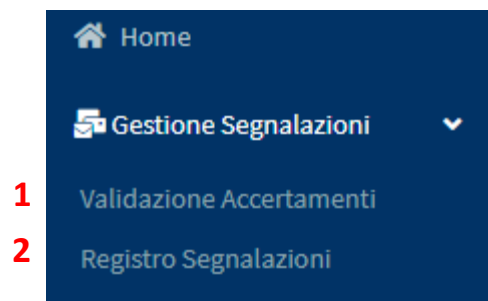 Home
Gestione Segnalazioni
1 Validazione Accertamenti
2 Registro Segnalazioni